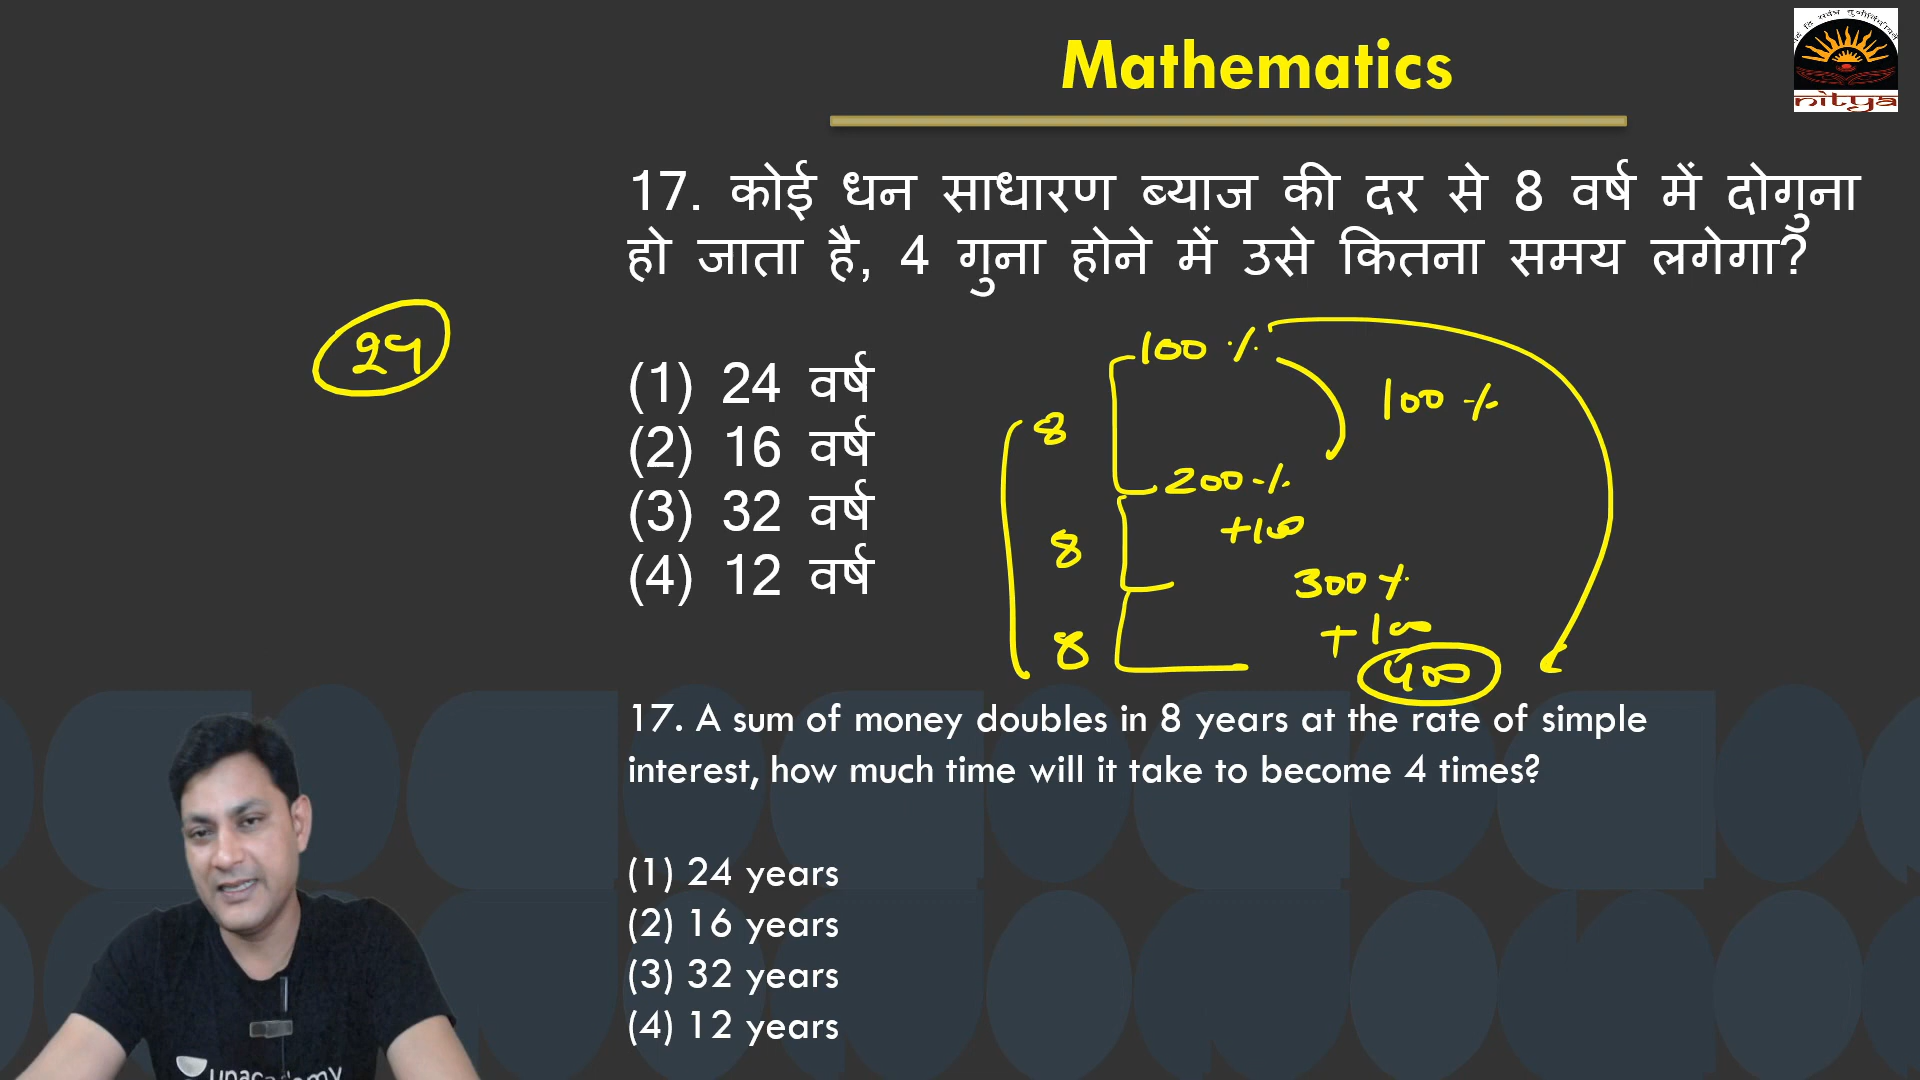 Mathematics
nitya
17. कोई धन साधारण ब्याज की दर से 8 वर्ष में दोगुना
हो जाता है, 4 गुना होने में उसे कितना समय लगेगा?
24
(1) 24 वर्ष
(2) 16 वर्ष
(3) 32 वर्ष
(4) 12 वर्ष
100 %
100 %
8
200 %
+100
8
300 %
+100
8
400
17. A sum of money doubles in 8 years at the rate of simple
interest, how much time will it take to become 4 times?
(1) 24 years
(2) 16 years
(3) 32 years
(4) 12 years
unacademy